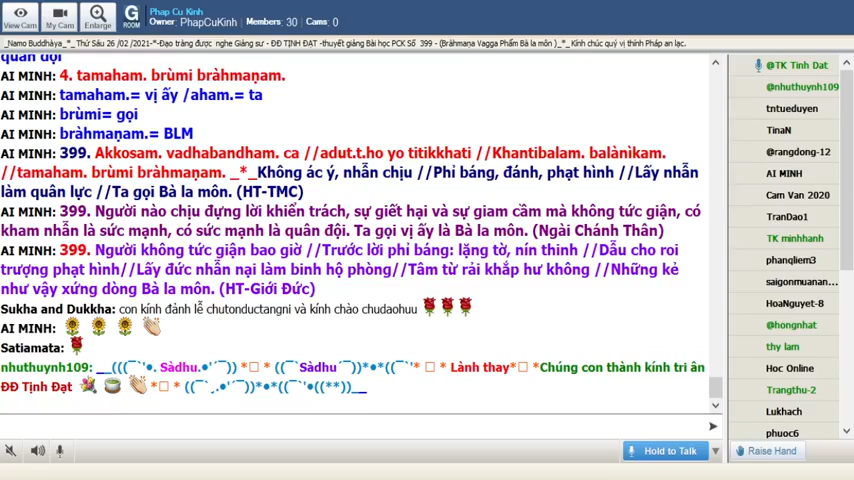 Phap Cu Kinh
Owner: PhapCuKinh | Members: 30 | Cams: 0
View Cam
My Cam
Enlarge
G
ROOM
_Namo Buddhàya_*_ Thứ Sáu 26 /02 /2021-*-Đạo tràng được nghe Giảng sư - ĐĐ TỊNH ĐẠT -thuyết giảng Bài học PCK Số 399 - (Bràhmaṇa Vagga Phẩm Bà la môn )_*_ Kính chúc quý vị thính Pháp an lạc.
quân đội
AI MINH: 4. tamaham. brùmi bràhmaṇam.
AI MINH: tamaham.= vị ấy /aham.= ta
AI MINH: brùmi= gọi
AI MINH: bràhmaṇam.= BLM
AI MINH: 399. Akkosam. vadhabandham. ca //adut.t.ho yo titikkhati //Khantibalam. balànìkam.
//tamaham. brùmi bràhmaṇam. _*_Không ác ý, nhẫn chịu //Phỉ báng, đánh, phạt hình //Lấy nhẫn
làm quân lực //Ta gọi Bà la môn. (HT-TMC)
AI MINH: 399. Người nào chịu đựng lời khiển trách, sự giết hại và sự giam cầm mà không tức giận, có
kham nhẫn là sức mạnh, có sức mạnh là quân đội. Ta gọi vị ấy là Bà la môn. (Ngài Chánh Thân)
AI MINH: 399. Người không tức giận bao giờ //Trước lời phỉ báng: lặng tờ, nín thinh //Dẫu cho roi
trượng phạt hình//Lấy đức nhẫn nại làm binh hộ phòng//Tâm từ rải khắp hư không //Những kẻ
như vậy xứng dòng Bà la môn. (HT-Giới Đức)
Sukha and Dukkha: con kính đảnh lễ chutonductangni và kính chào chudaohuu
AI MINH:
Satiamata:
nhuthuynh109: _ _(((¯`'•. Sàdhu.•'´¯)) *□ * ((¯`Sàdhu´¯))*•*((¯`'* □ * Lành thay*□ *Chúng con thành kính tri ân
ĐĐ Tịnh Đạt *□ * ((¯`¸.•'´¯))*•*((¯`'•((**))_ _
Hold to Talk
Raise Hand
@TK Tinh Dat
@nhuthuynh109
tntueduyen
TinaN
@rangdong-12
AI MINH
Cam Van 2020
TranDao1
TK minhhanh
phanqliem3
saigonmuanan...
HoaNguyet-8
@hongnhat
thy lam
Hoc Online
Trangthu-2
Lukhach
phuoc6